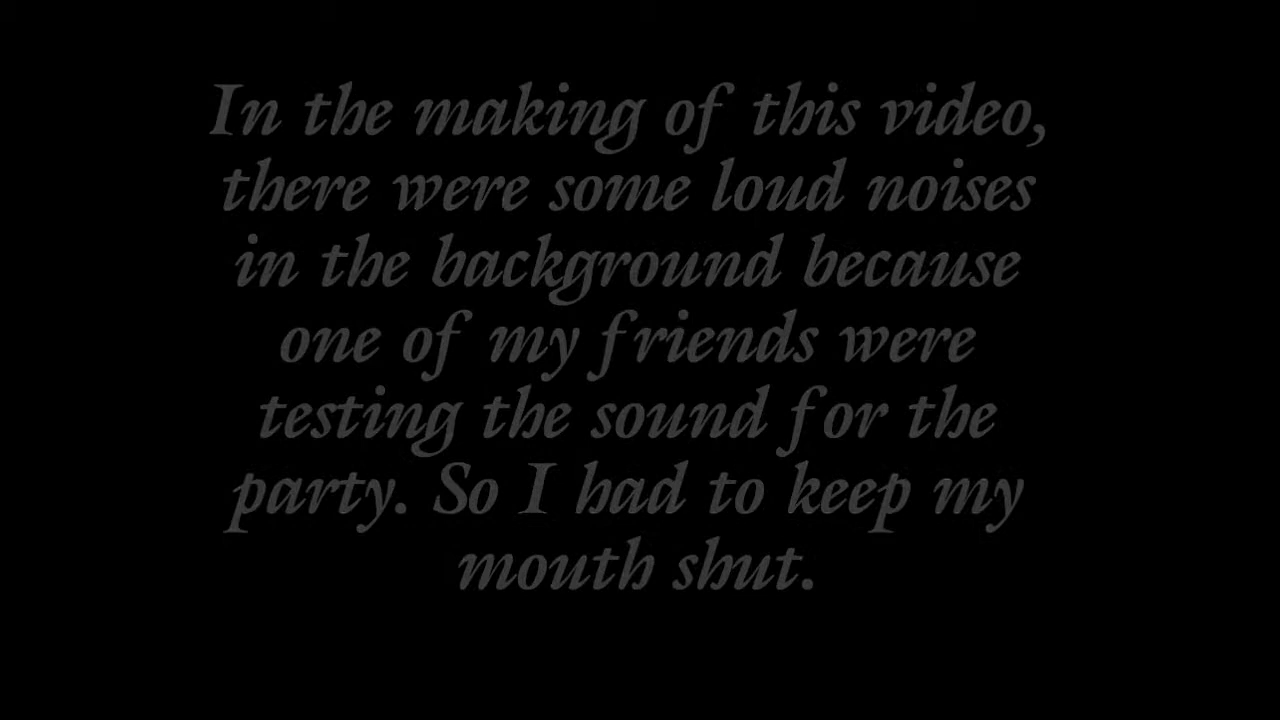 In the making of this video,
there were some loud noises
in the background because
one of my friends were
testing the sound for the
party. So I had to keep my
mouth shut.